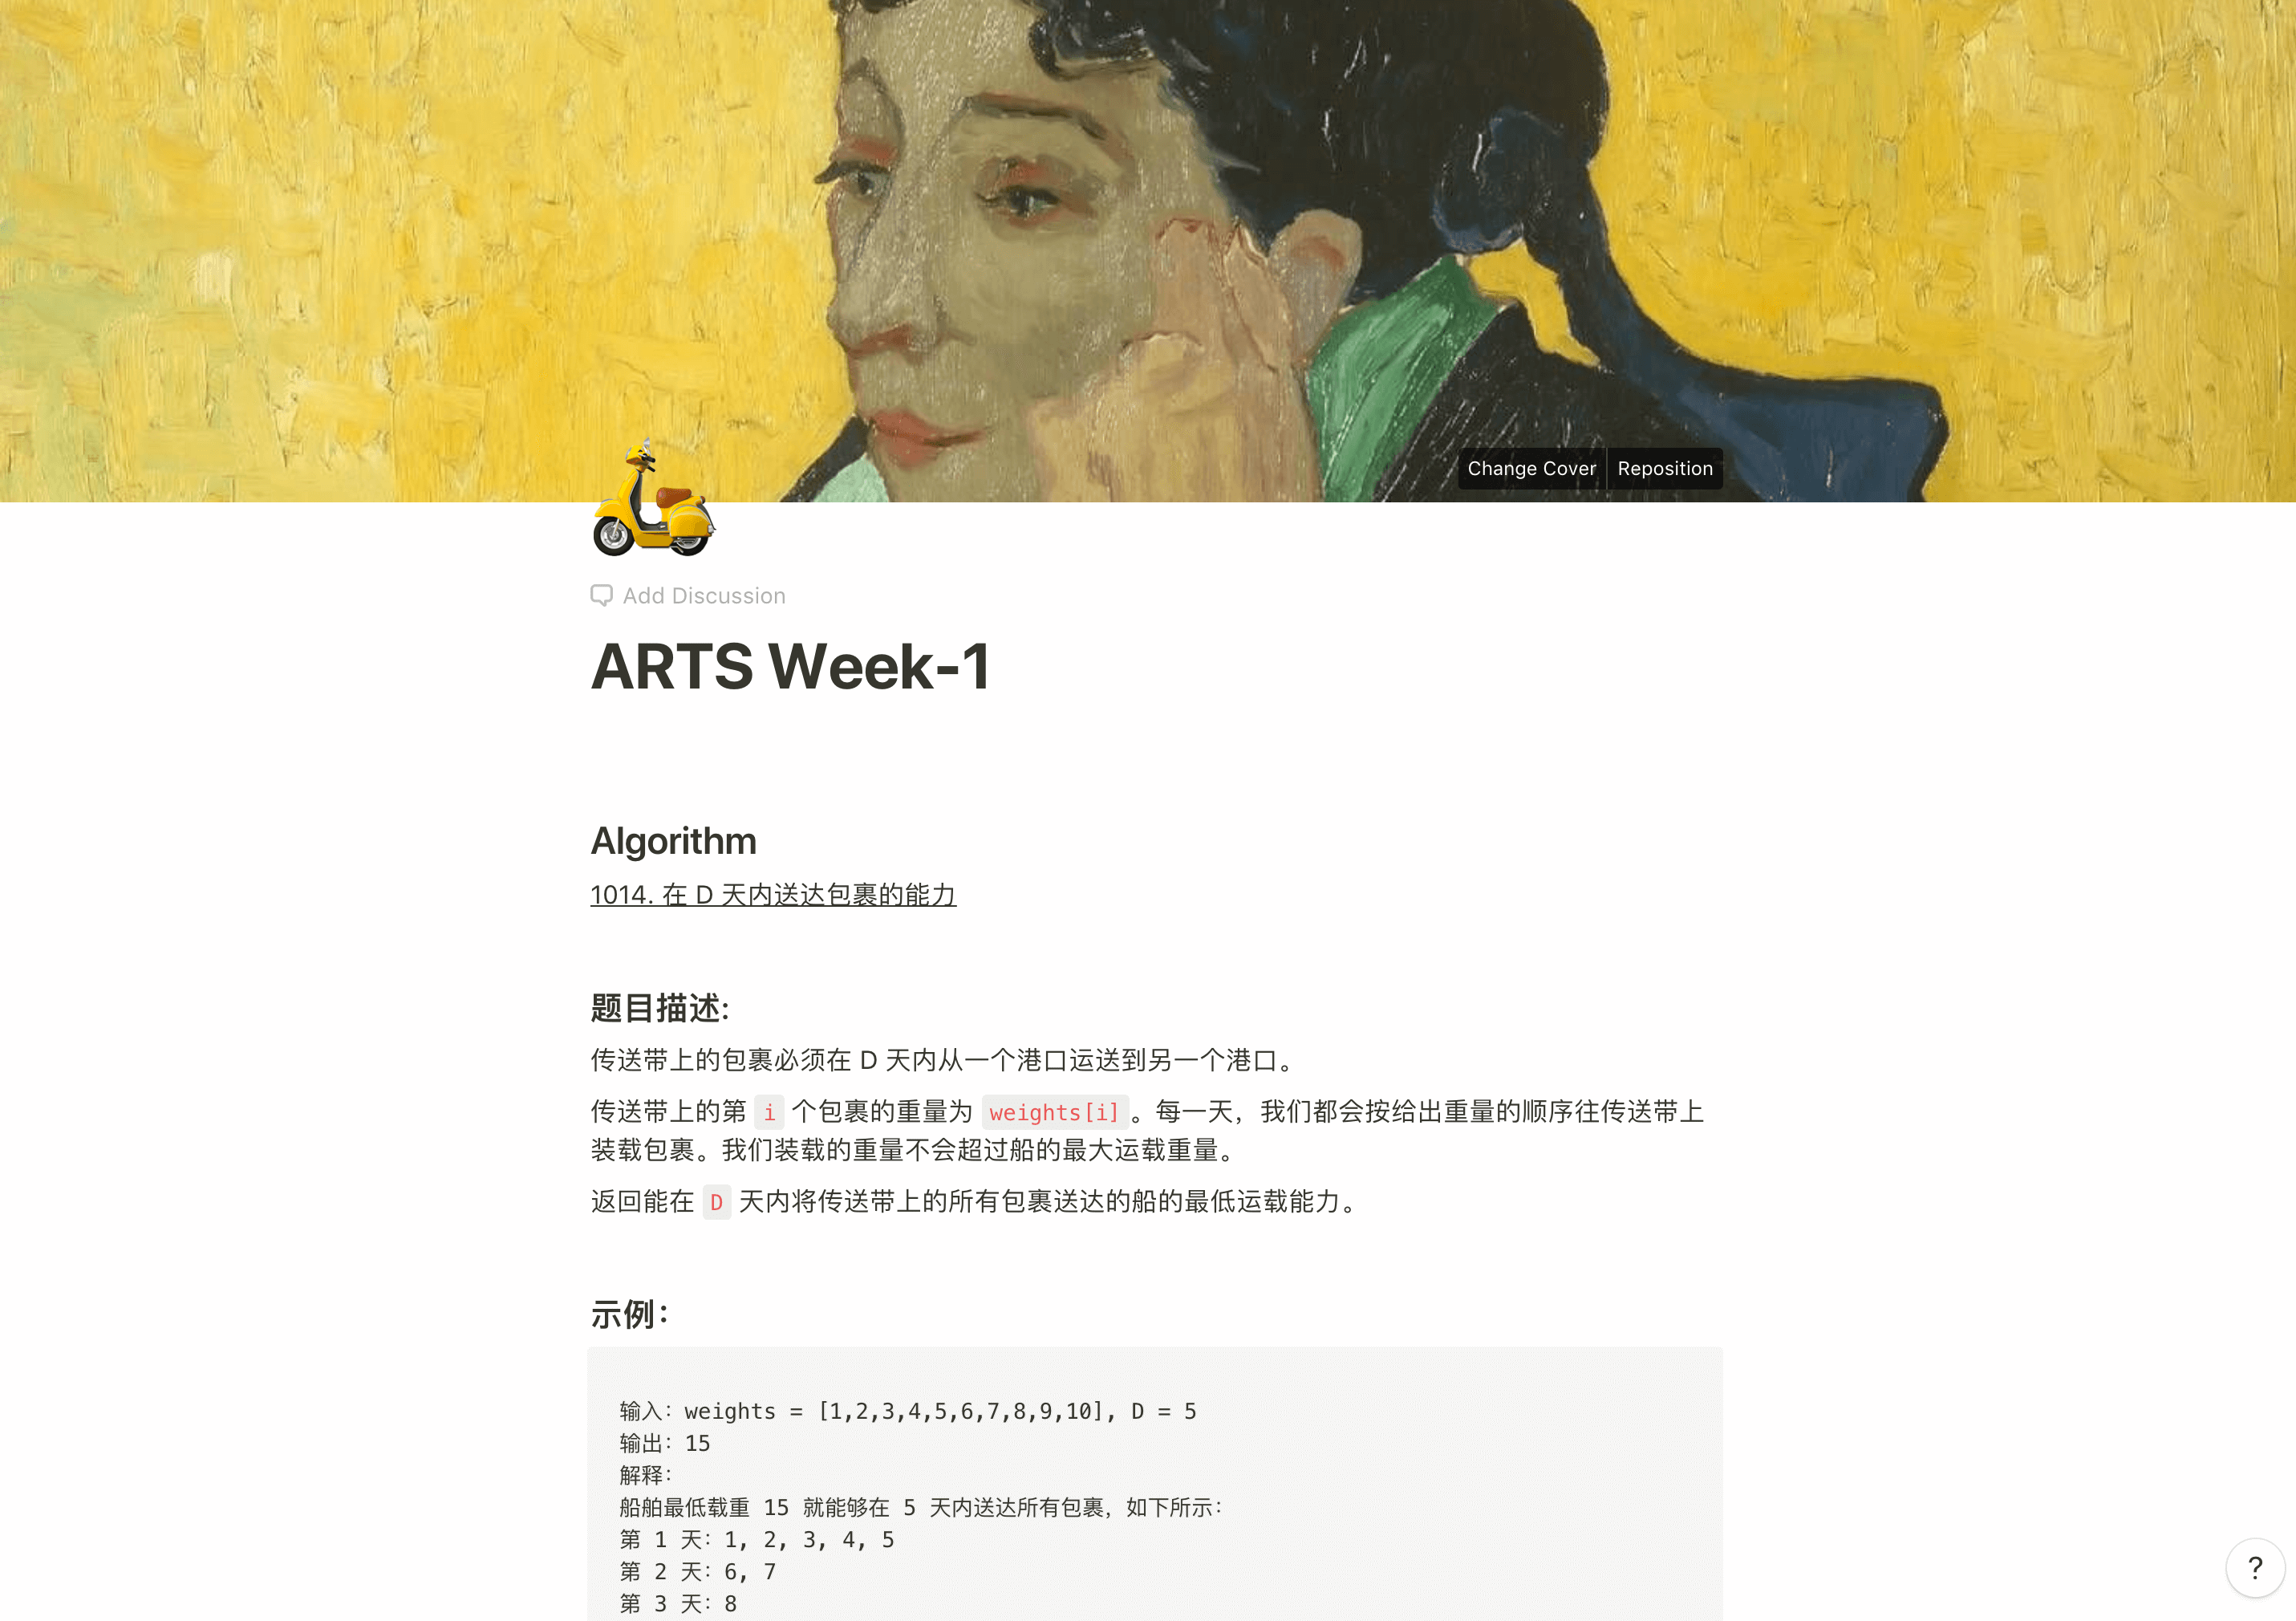 Change Cover
Reposition
Add Discussion
ARTS Week-1
Algorithm
1014. 在 D 天内送达包裹的能力
题目描述:
传送带上的包裹必须在 D 天内从一个港口运送到另一个港口。
传送带上的第 i 个包裹的重量为 weights[i]。每一天，我们都会按给出重量的顺序往传送带上
装载包裹。我们装载的重量不会超过船的最大运载重量。
返回能在 D 天内将传送带上的所有包裹送达的船的最低运载能力。
示例：
输入：weights = [1,2,3,4,5,6,7,8,9,10], D = 5
输出：15
解释：
船舶最低载重 15 就能够在 5 天内送达所有包裹，如下所示：
第 1 天：1, 2, 3, 4, 5
第 2 天：6, 7
第 3 天：8
?